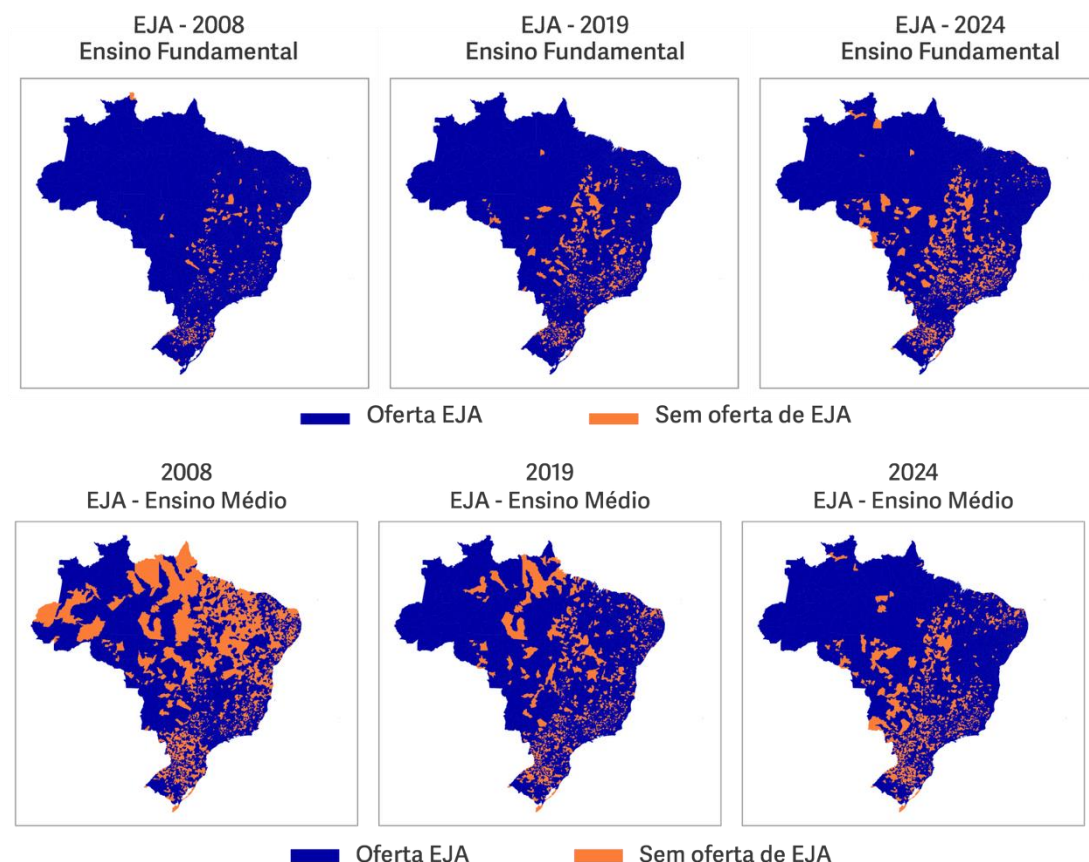 EJA - 2008
Ensino Fundamental
EJA - 2019
Ensino Fundamental
EJA - 2024
Ensino Fundamental
Oferta EJA
Sem oferta de EJA
2008
EJA - Ensino Médio
2019
EJA - Ensino Médio
2024
EJA - Ensino Médio
Oferta EJA
Sem oferta de EJA